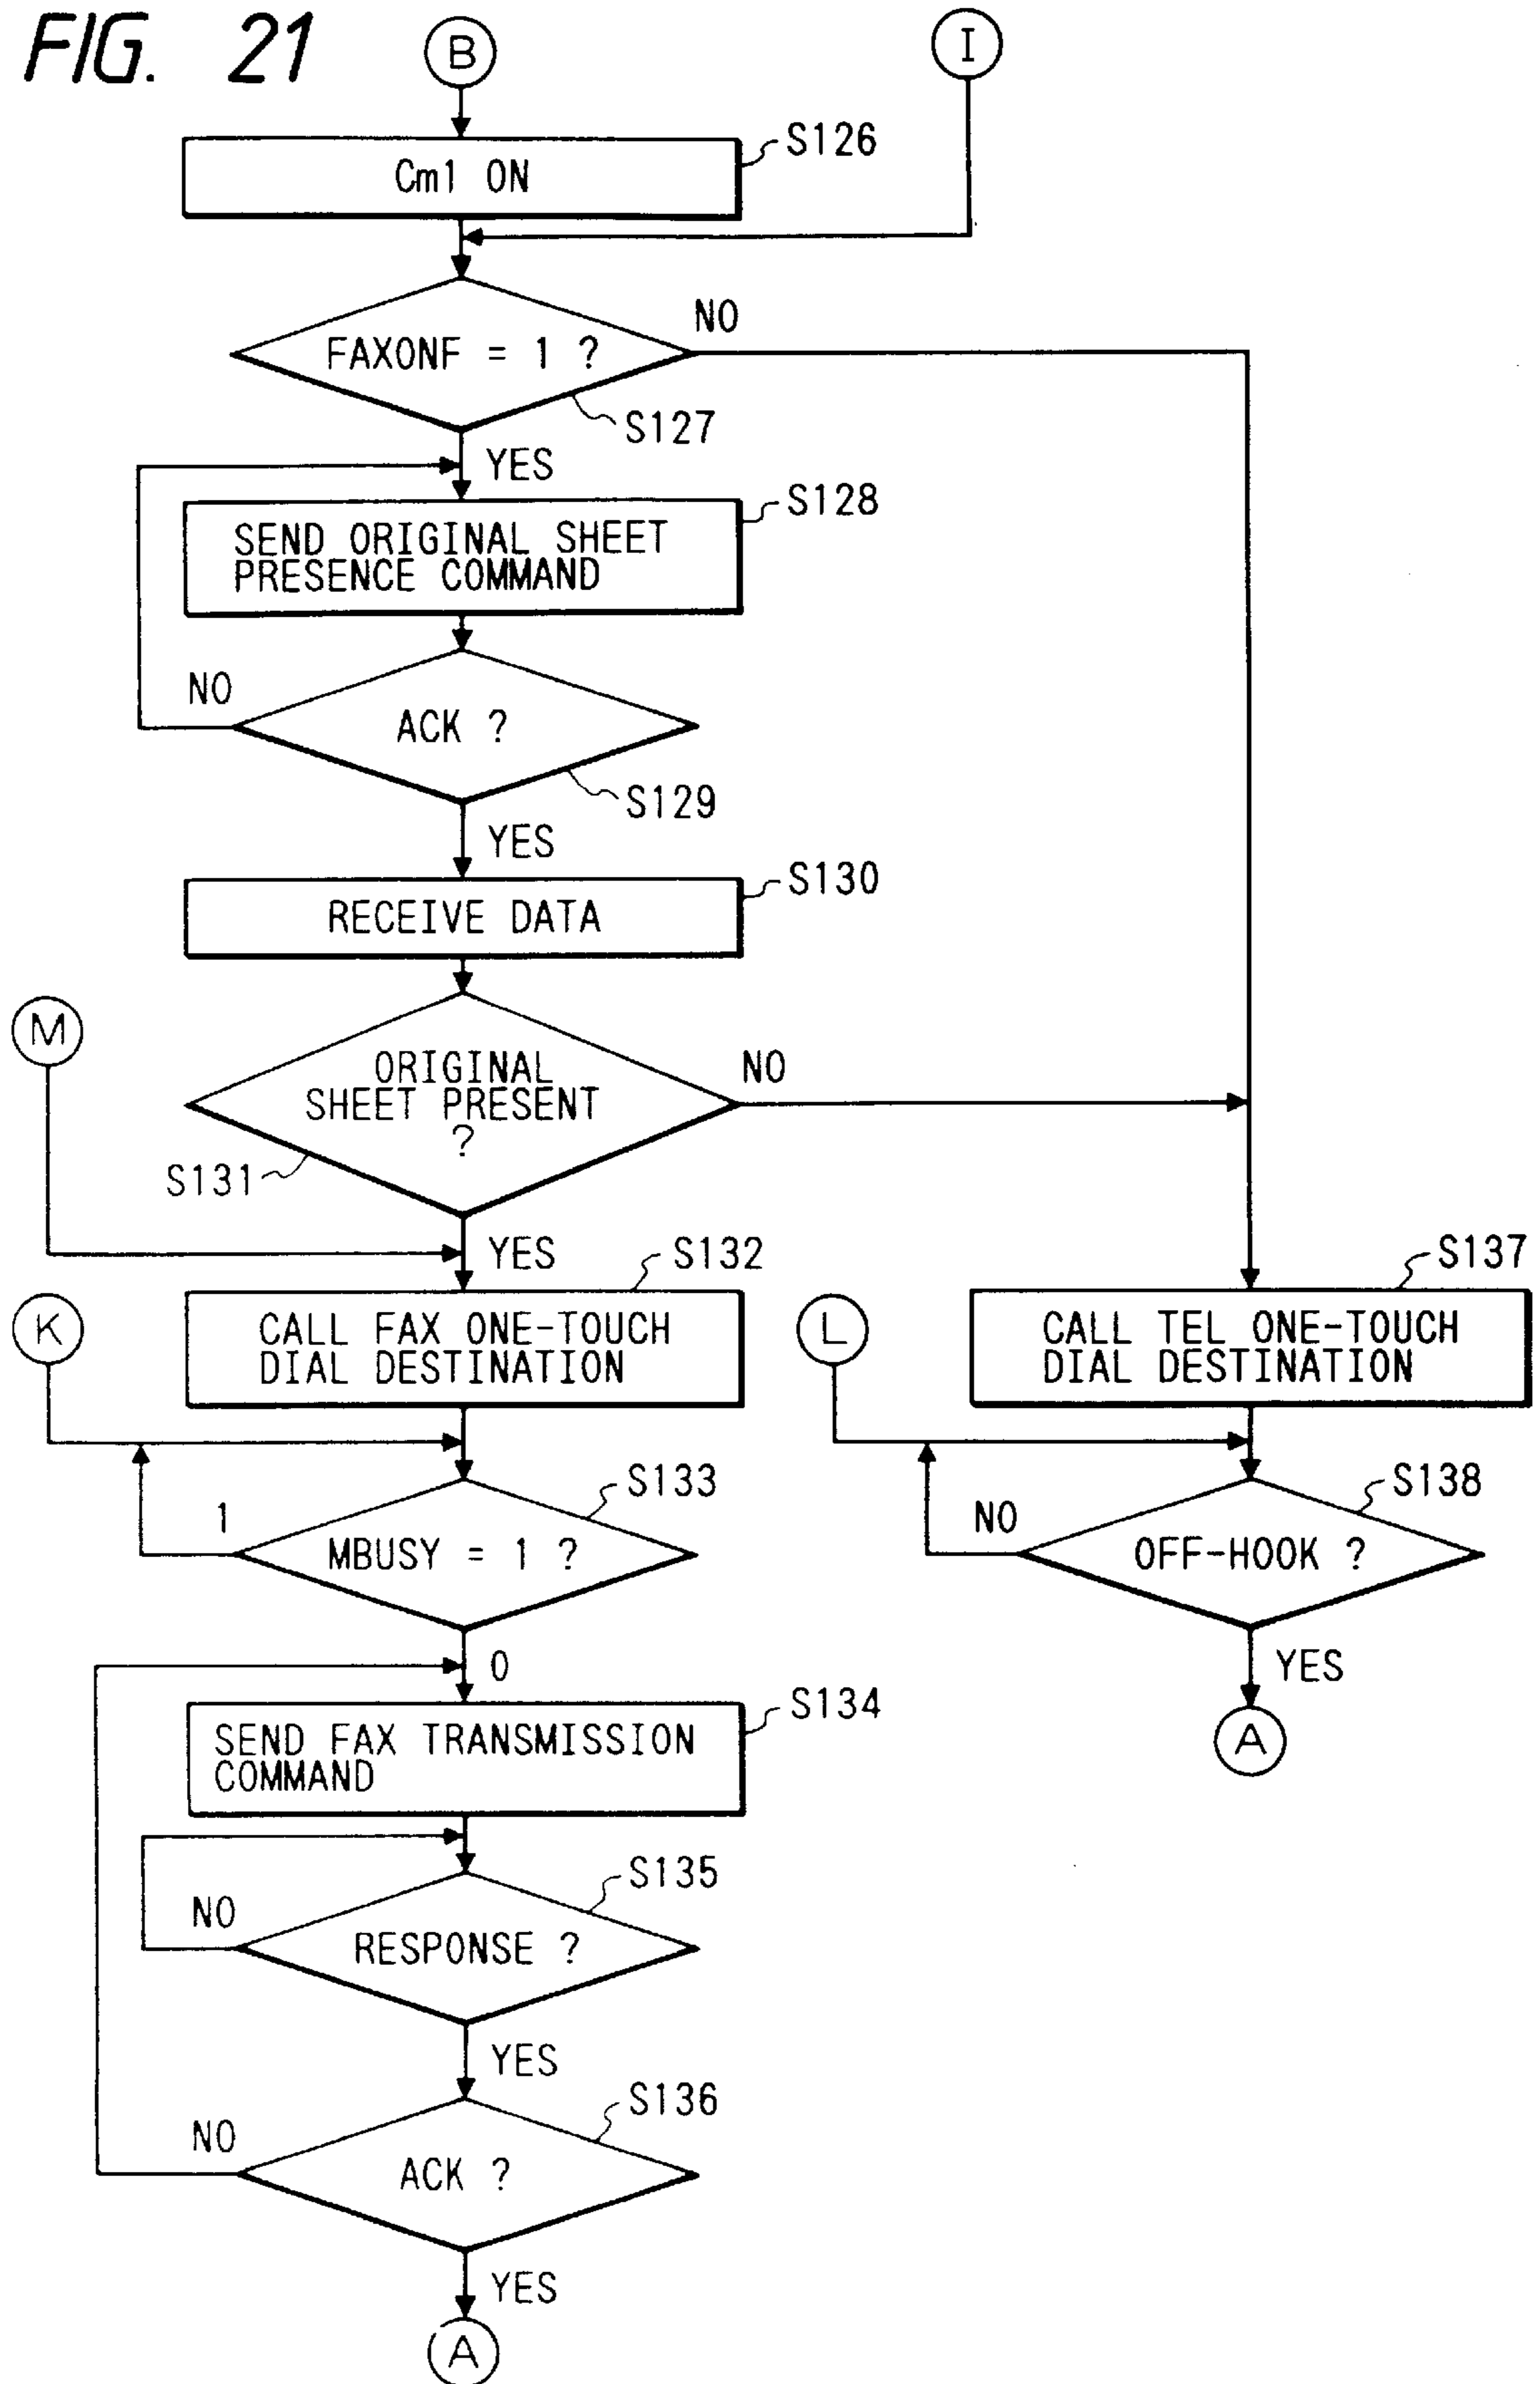 FIG. 21
B
I
S126
Cm1 ON
NO
FAXONF = 1 ?
S127
YES
S128
SEND ORIGINAL SHEET
PRESENCE COMMAND
NO
ACK ?
S129
YES
S130
RECEIVE DATA
M
ORIGINAL
SHEET PRESENT
?
NO
S131
YES
S132
S137
K
CALL FAX ONE-TOUCH
DIAL DESTINATION
L
CALL TEL ONE-TOUCH
DIAL DESTINATION
S133
S138
1
MBUSY = 1 ?
NO
OFF-HOOK ?
0
YES
S134
SEND FAX TRANSMISSION
COMMAND
A
S135
NO
RESPONSE ?
YES
S136
NO
ACK ?
YES
A